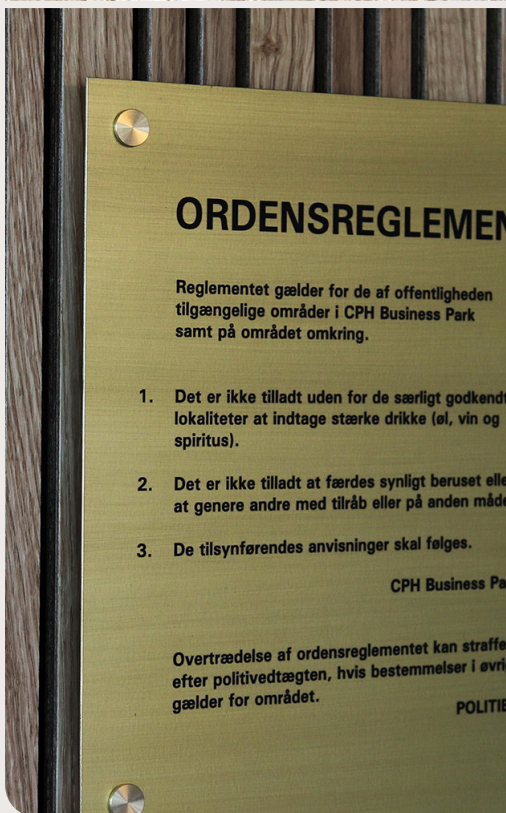 ORDENSREGLEMEN
Reglementet gælder for de af offentligheden
tilgængelige områder i CPH Business Park
samt på området omkring.
1. Det er ikke tilladt uden for de særligt godkendt
lokaliteter at indtage stærke drikke (øl, vin og
spiritus).
2. Det er ikke tilladt at færdes synligt beruset elle
at genere andre med tilråb eller på anden måde
3. De tilsynførendes anvisninger skal følges.
CPH Business Pa
Overtrædelse af ordensreglementet kan straffe
efter politivedtægten, hvis bestemmelser i øvri
gælder for området.
POLITIE